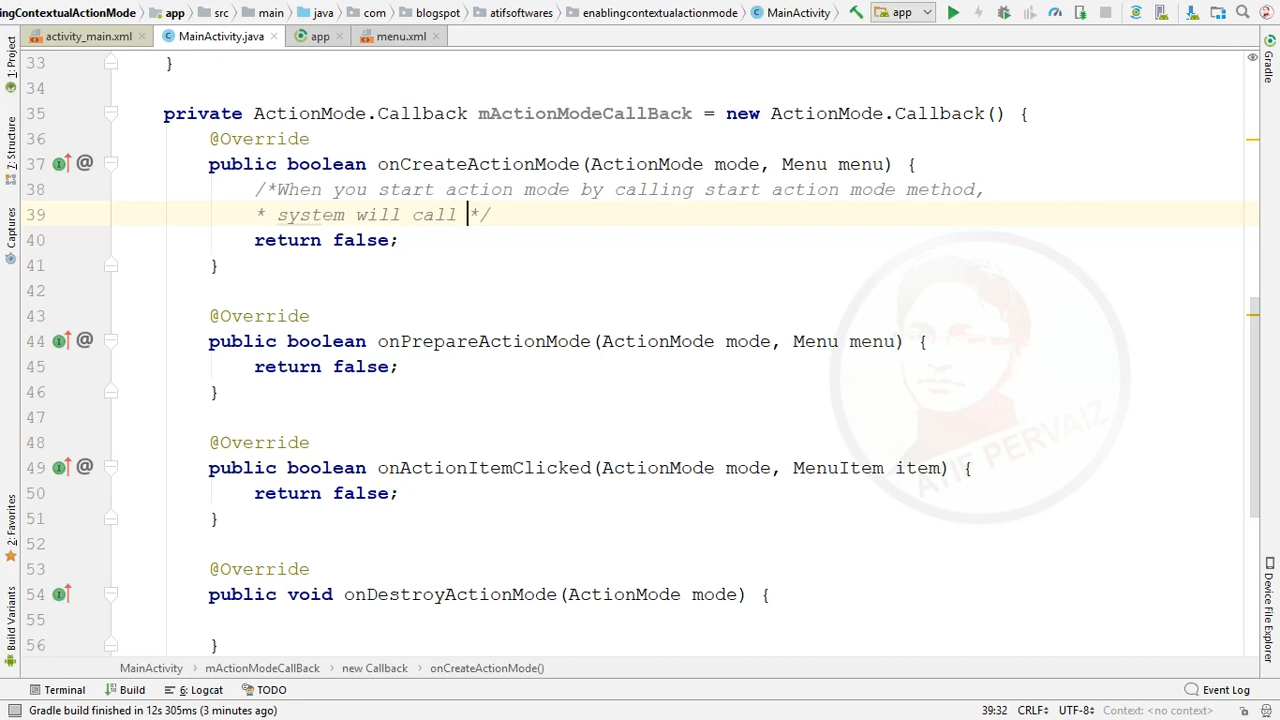 ngContextualActionMode app src main java com blogspot atifsoftwares enablingcontextualactionmode MainActivity app
activity_main.xml MainActivity.java app menu.xml
1: Project
Z: Structure
Captures
2: Favorites
Build Variants
Gradle
Device File Explorer
33 }
34
35 private ActionMode.Callback mActionModeCallBack = new ActionMode.Callback() {
36 @Override
37 public boolean onCreateActionMode(ActionMode mode, Menu menu) {
38 /*When you start action mode by calling start action mode method,
39 * system will call */
40 return false;
41 }
42
43 @Override
44 public boolean onPrepareActionMode(ActionMode mode, Menu menu) {
45 return false;
46 }
47
48 @Override
49 public boolean onActionItemClicked(ActionMode mode, MenuItem item) {
50 return false;
51 }
52
53 @Override
54 public void onDestroyActionMode(ActionMode mode) {
55
56 }
ATIF PERVAIZ
MainActivity mActionModeCallBack new Callback onCreateActionMode()
Terminal Build 6: Logcat TODO Event Log
Gradle build finished in 12s 305ms (3 minutes ago) 39:32 CRLF UTF-8 Context: <no context>